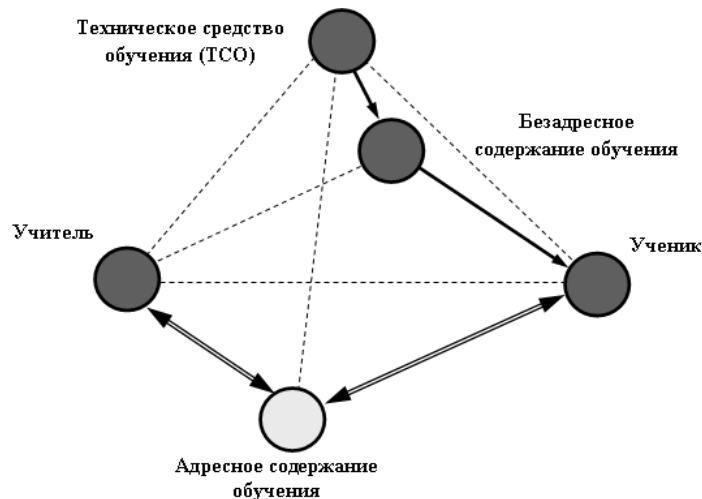 Техническое средство
обучения (ТСО)
Безадресное
содержание обучения
Учитель
Ученик
Адресное содержание
обучения